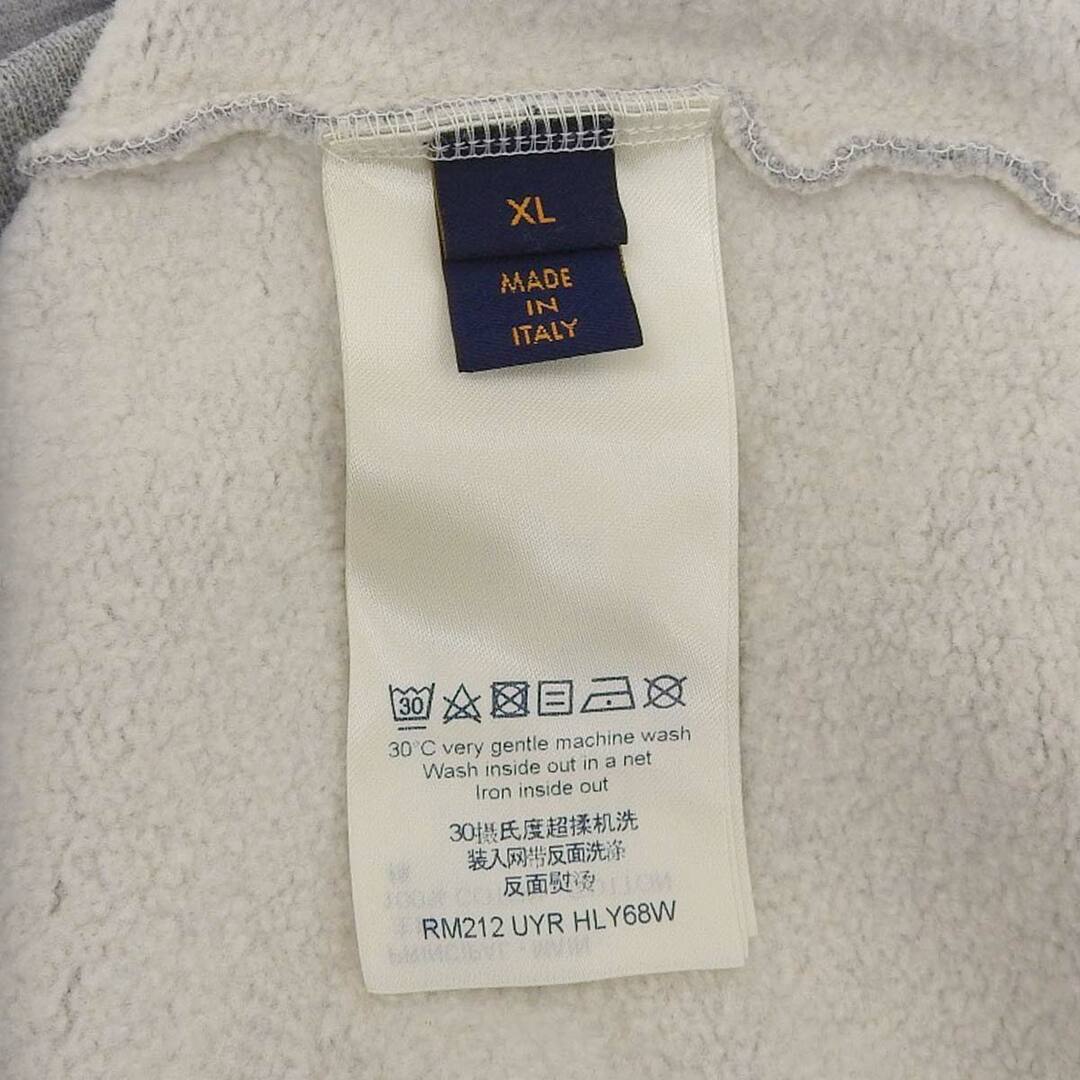 XL
MADE
IN
ITALY
30
30°C very gentle machine wash
Wash inside out in a net
Iron inside out
30摄氏度超揉机洗
装入网带反面洗涤
反面熨烫
RM212 UYR HLY68W